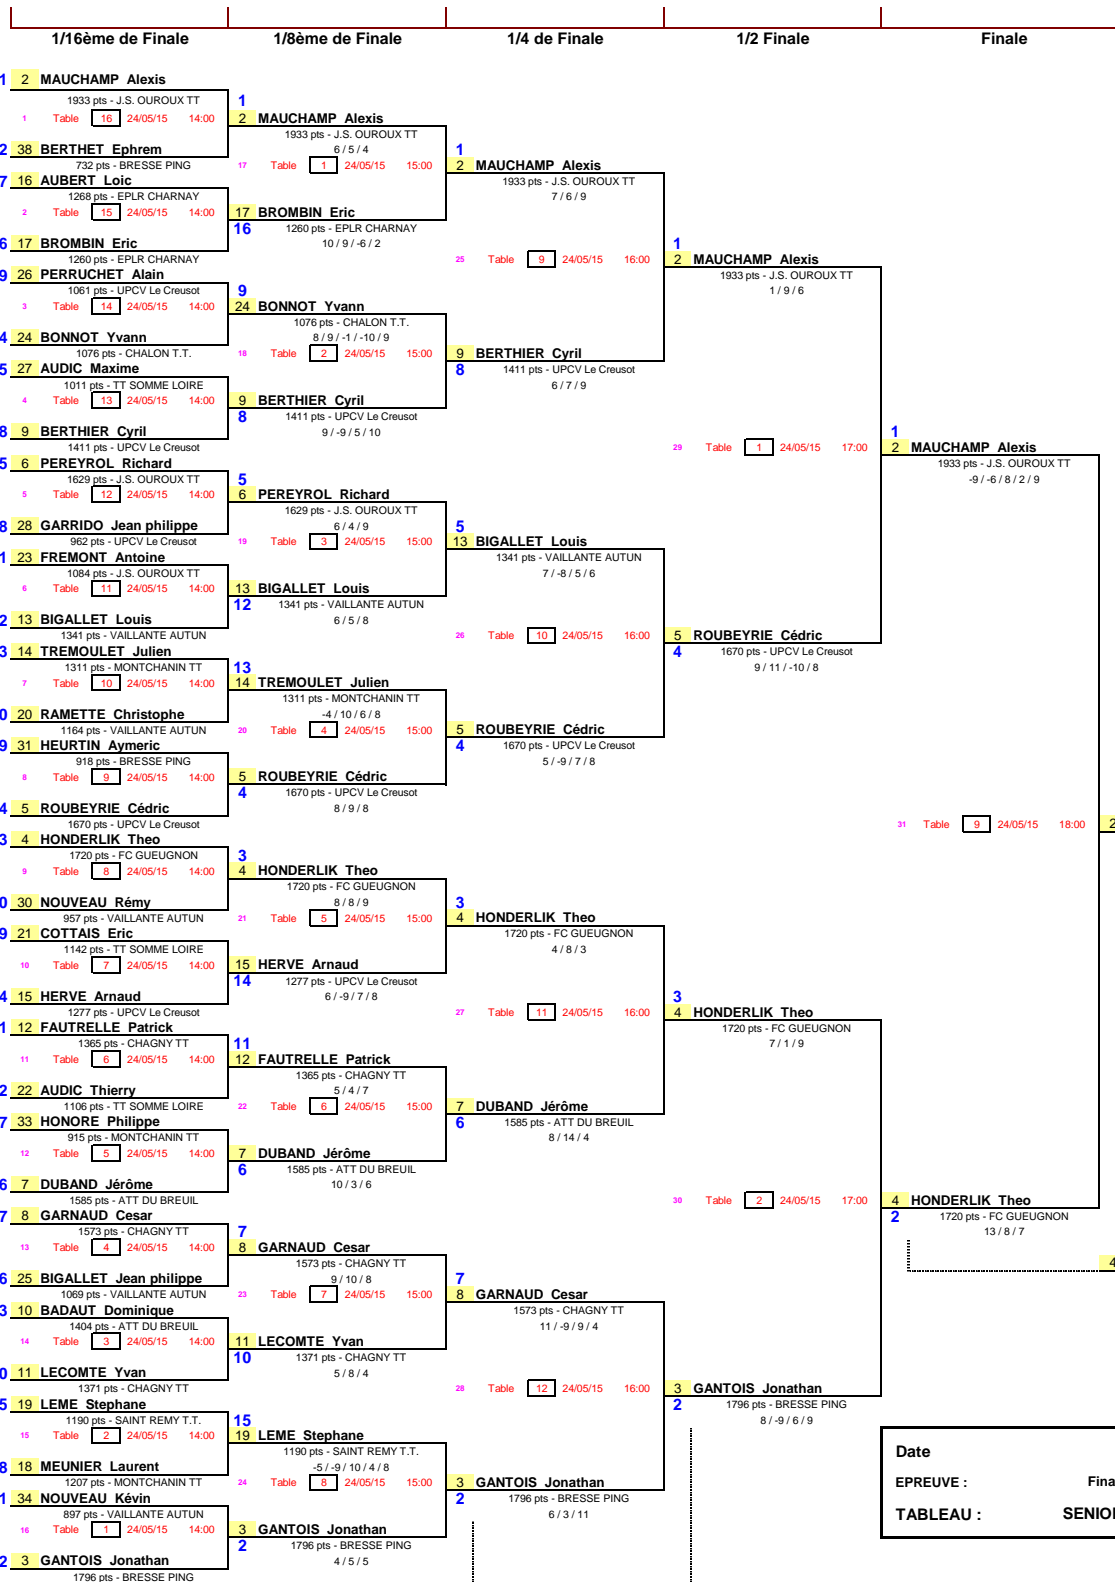 1/16ème de Finale
1/8ème de Finale
1/4 de Finale
1/2 Finale
Finale
1 2 MAUCHAMP Alexis
1933 pts - J.S. OUROUX TT
1 Table 16 24/05/15 14:00
2 38 BERTHET Ephrem
732 pts - BRESSE PING
7 16 AUBERT Loic
1268 pts - EPLR CHARNAY
2 Table 15 24/05/15 14:00
6 17 BROMBIN Eric
1260 pts - EPLR CHARNAY
9 26 PERRUCHET Alain
1061 pts - UPCV Le Creusot
3 Table 14 24/05/15 14:00
4 24 BONNOT Yvann
1076 pts - CHALON T.T.
5 27 AUDIC Maxime
1011 pts - TT SOMME LOIRE
4 Table 13 24/05/15 14:00
8 9 BERTHIER Cyril
1411 pts - UPCV Le Creusot
5 6 PEREYROL Richard
1629 pts - J.S. OUROUX TT
5 Table 12 24/05/15 14:00
8 28 GARRIDO Jean philippe
962 pts - UPCV Le Creusot
1 23 FREMONT Antoine
1084 pts - J.S. OUROUX TT
6 Table 11 24/05/15 14:00
2 13 BIGALLET Louis
1341 pts - VAILLANTE AUTUN
3 14 TREMOULET Julien
1311 pts - MONTCHANIN TT
7 Table 10 24/05/15 14:00
0 20 RAMETTE Christophe
1164 pts - VAILLANTE AUTUN
9 31 HEURTIN Aymeric
918 pts - BRESSE PING
8 Table 9 24/05/15 14:00
4 5 ROUBEYRIE Cédric
1670 pts - UPCV Le Creusot
3 4 HONDERLIK Theo
1720 pts - FC GUEUGNON
9 Table 8 24/05/15 14:00
0 30 NOUVEAU Rémy
957 pts - VAILLANTE AUTUN
9 21 COTTAIS Eric
1142 pts - TT SOMME LOIRE
10 Table 7 24/05/15 14:00
4 15 HERVE Arnaud
1277 pts - UPCV Le Creusot
1 12 FAUTRELLE Patrick
1365 pts - CHAGNY TT
11 Table 6 24/05/15 14:00
2 22 AUDIC Thierry
1106 pts - TT SOMME LOIRE
7 33 HONORE Philippe
915 pts - MONTCHANIN TT
12 Table 5 24/05/15 14:00
6 7 DUBAND Jérôme
1585 pts - ATT DU BREUIL
7 8 GARNAUD Cesar
1573 pts - CHAGNY TT
13 Table 4 24/05/15 14:00
6 25 BIGALLET Jean philippe
1069 pts - VAILLANTE AUTUN
3 10 BADAUT Dominique
1404 pts - ATT DU BREUIL
14 Table 3 24/05/15 14:00
0 11 LECOMTE Yvan
1371 pts - CHAGNY TT
5 19 LEME Stephane
1190 pts - SAINT REMY T.T.
15 Table 2 24/05/15 14:00
8 18 MEUNIER Laurent
1207 pts - MONTCHANIN TT
1 34 NOUVEAU Kévin
897 pts - VAILLANTE AUTUN
16 Table 1 24/05/15 14:00
2 3 GANTOIS Jonathan
1796 pts - BRESSE PING
1
2 MAUCHAMP Alexis
1933 pts - J.S. OUROUX TT
6 / 5 / 4
17 Table 1 24/05/15 15:00
17 BROMBIN Eric
16 1260 pts - EPLR CHARNAY
10 / 9 / -6 / 2
9
24 BONNOT Yvann
1076 pts - CHALON T.T.
8 / 9 / -1 / -10 / 9
18 Table 2 24/05/15 15:00
9 BERTHIER Cyril
8 1411 pts - UPCV Le Creusot
9 / -9 / 5 / 10
5
6 PEREYROL Richard
1629 pts - J.S. OUROUX TT
6 / 4 / 9
19 Table 3 24/05/15 15:00
13 BIGALLET Louis
12 1341 pts - VAILLANTE AUTUN
6 / 5 / 8
13
14 TREMOULET Julien
1311 pts - MONTCHANIN TT
-4 / 10 / 6 / 8
20 Table 4 24/05/15 15:00
5 ROUBEYRIE Cédric
4 1670 pts - UPCV Le Creusot
8 / 9 / 8
3
4 HONDERLIK Theo
1720 pts - FC GUEUGNON
8 / 8 / 9
21 Table 5 24/05/15 15:00
15 HERVE Arnaud
14 1277 pts - UPCV Le Creusot
6 / -9 / 7 / 8
11
12 FAUTRELLE Patrick
1365 pts - CHAGNY TT
5 / 4 / 7
22 Table 6 24/05/15 15:00
7 DUBAND Jérôme
6 1585 pts - ATT DU BREUIL
10 / 3 / 6
7
8 GARNAUD Cesar
1573 pts - CHAGNY TT
9 / 10 / 8
23 Table 7 24/05/15 15:00
11 LECOMTE Yvan
10 1371 pts - CHAGNY TT
5 / 8 / 4
15
19 LEME Stephane
1190 pts - SAINT REMY T.T.
-5 / -9 / 10 / 4 / 8
24 Table 8 24/05/15 15:00
3 GANTOIS Jonathan
2 1796 pts - BRESSE PING
4 / 5 / 5
1
2 MAUCHAMP Alexis
1933 pts - J.S. OUROUX TT
7 / 6 / 9
25 Table 9 24/05/15 16:00
9 BERTHIER Cyril
8 1411 pts - UPCV Le Creusot
6 / 7 / 9
5
13 BIGALLET Louis
1341 pts - VAILLANTE AUTUN
7 / -8 / 5 / 6
26 Table 10 24/05/15 16:00
5 ROUBEYRIE Cédric
4 1670 pts - UPCV Le Creusot
5 / -9 / 7 / 8
3
4 HONDERLIK Theo
1720 pts - FC GUEUGNON
4 / 8 / 3
27 Table 11 24/05/15 16:00
7 DUBAND Jérôme
6 1585 pts - ATT DU BREUIL
8 / 14 / 4
7
8 GARNAUD Cesar
1573 pts - CHAGNY TT
11 / -9 / 9 / 4
28 Table 12 24/05/15 16:00
3 GANTOIS Jonathan
2 1796 pts - BRESSE PING
6 / 3 / 11
1
2 MAUCHAMP Alexis
1933 pts - J.S. OUROUX TT
1 / 9 / 6
29 Table 1 24/05/15 17:00
5 ROUBEYRIE Cédric
4 1670 pts - UPCV Le Creusot
9 / 11 / -10 / 8
3
4 HONDERLIK Theo
1720 pts - FC GUEUGNON
7 / 1 / 9
30 Table 2 24/05/15 17:00
3 GANTOIS Jonathan
2 1796 pts - BRESSE PING
8 / -9 / 6 / 9
1
2 MAUCHAMP Alexis
1933 pts - J.S. OUROUX TT
-9 / -6 / 8 / 2 / 9
31 Table 9 24/05/15 18:00
2
4 HONDERLIK Theo
2 1720 pts - FC GUEUGNON
13 / 8 / 7
4
Date
EPREUVE : Fina
TABLEAU : SENIO